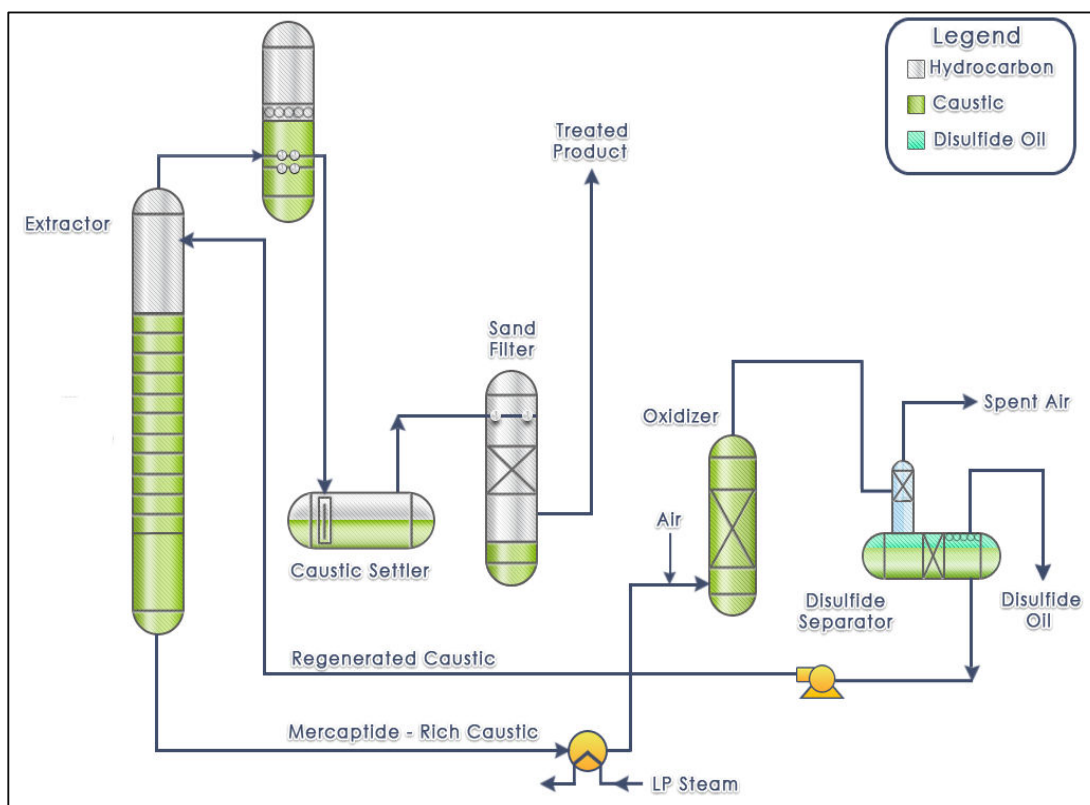 Legend
Hydrocarbon
Caustic
Disulfide Oil
Treated
Product
Extractor
Sand
Filter
Oxidizer
Spent Air
Air
Caustic Settler
Disulfide
Separator
Disulfide
Oil
Regenerated Caustic
Mercaptide - Rich Caustic
LP Steam